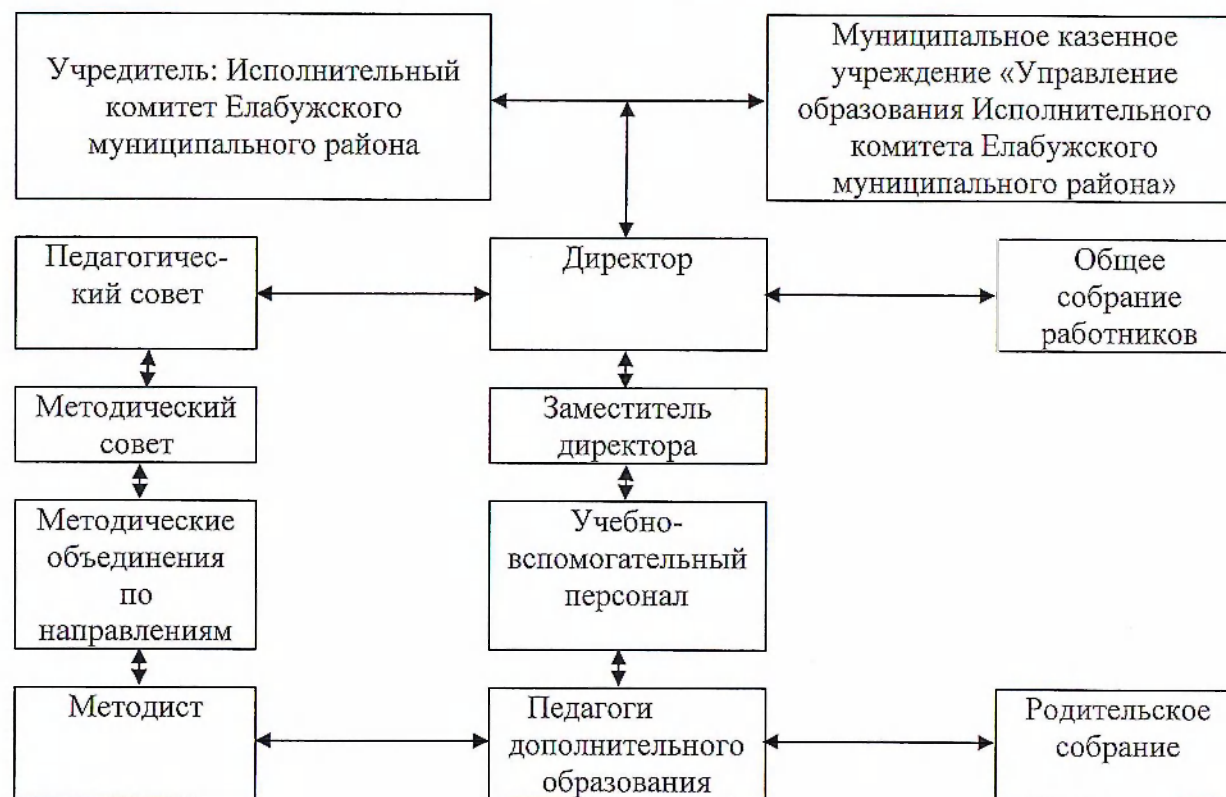 Учредитель: Исполнительный
комитет Елабужского
муниципального района
Муниципальное казенное
учреждение «Управление
образования Исполнительного
комитета Елабужского
муниципального района»
Педагогичес-
кий совет
Директор
Общее
собрание
работников
Методический
совет
Заместитель
директора
Методические
объединения
по
направлениям
Учебно-
вспомогательный
персонал
Методист
Педагоги
дополнительного
образования
Родительское
собрание